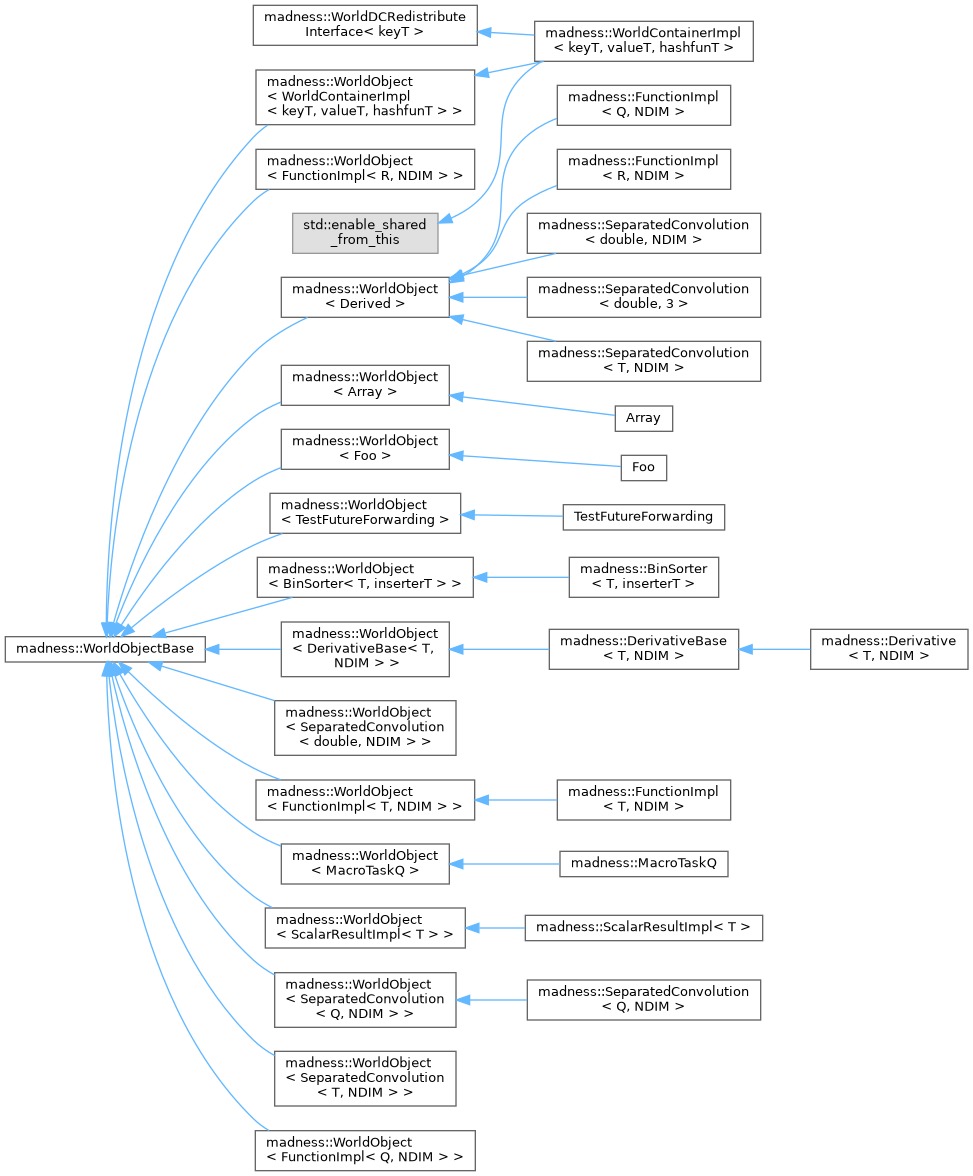 madness::WorldDCRedistribute
Interface< keyT >
madness::WorldContainerImpl
< keyT, valueT, hashfunT >
madness::WorldObject
< WorldContainerImpl
< keyT, valueT, hashfunT > >
madness::FunctionImpl
< Q, NDIM >
madness::WorldObject
< FunctionImpl< R, NDIM > >
madness::FunctionImpl
< R, NDIM >
std::enable_shared
_from_this
madness::SeparatedConvolution
< double, NDIM >
madness::WorldObject
< Derived >
madness::SeparatedConvolution
< double, 3 >
madness::SeparatedConvolution
< T, NDIM >
madness::WorldObject
< Array >
Array
madness::WorldObject
< Foo >
Foo
madness::WorldObject
< TestFutureForwarding >
TestFutureForwarding
madness::WorldObject
< BinSorter< T, inserterT > >
madness::BinSorter
< T, inserterT >
madness::WorldObjectBase
madness::WorldObject
< DerivativeBase< T,
NDIM > >
madness::DerivativeBase
< T, NDIM >
madness::Derivative
< T, NDIM >
madness::WorldObject
< SeparatedConvolution
< double, NDIM > >
madness::WorldObject
< FunctionImpl< T, NDIM > >
madness::FunctionImpl
< T, NDIM >
madness::WorldObject
< MacroTaskQ >
madness::MacroTaskQ
madness::WorldObject
< ScalarResultImpl< T > >
madness::ScalarResultImpl< T >
madness::WorldObject
< SeparatedConvolution
< Q, NDIM > >
madness::SeparatedConvolution
< Q, NDIM >
madness::WorldObject
< SeparatedConvolution
< T, NDIM > >
madness::WorldObject
< FunctionImpl< Q, NDIM > >